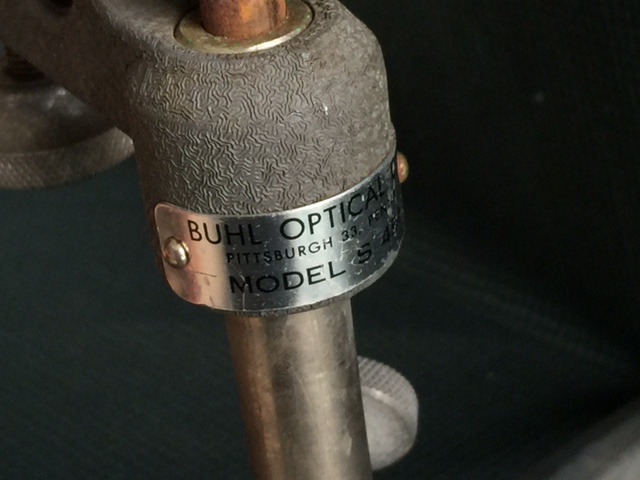 BUHL OPTICAL
PITTSBURGH 33,
MODEL S